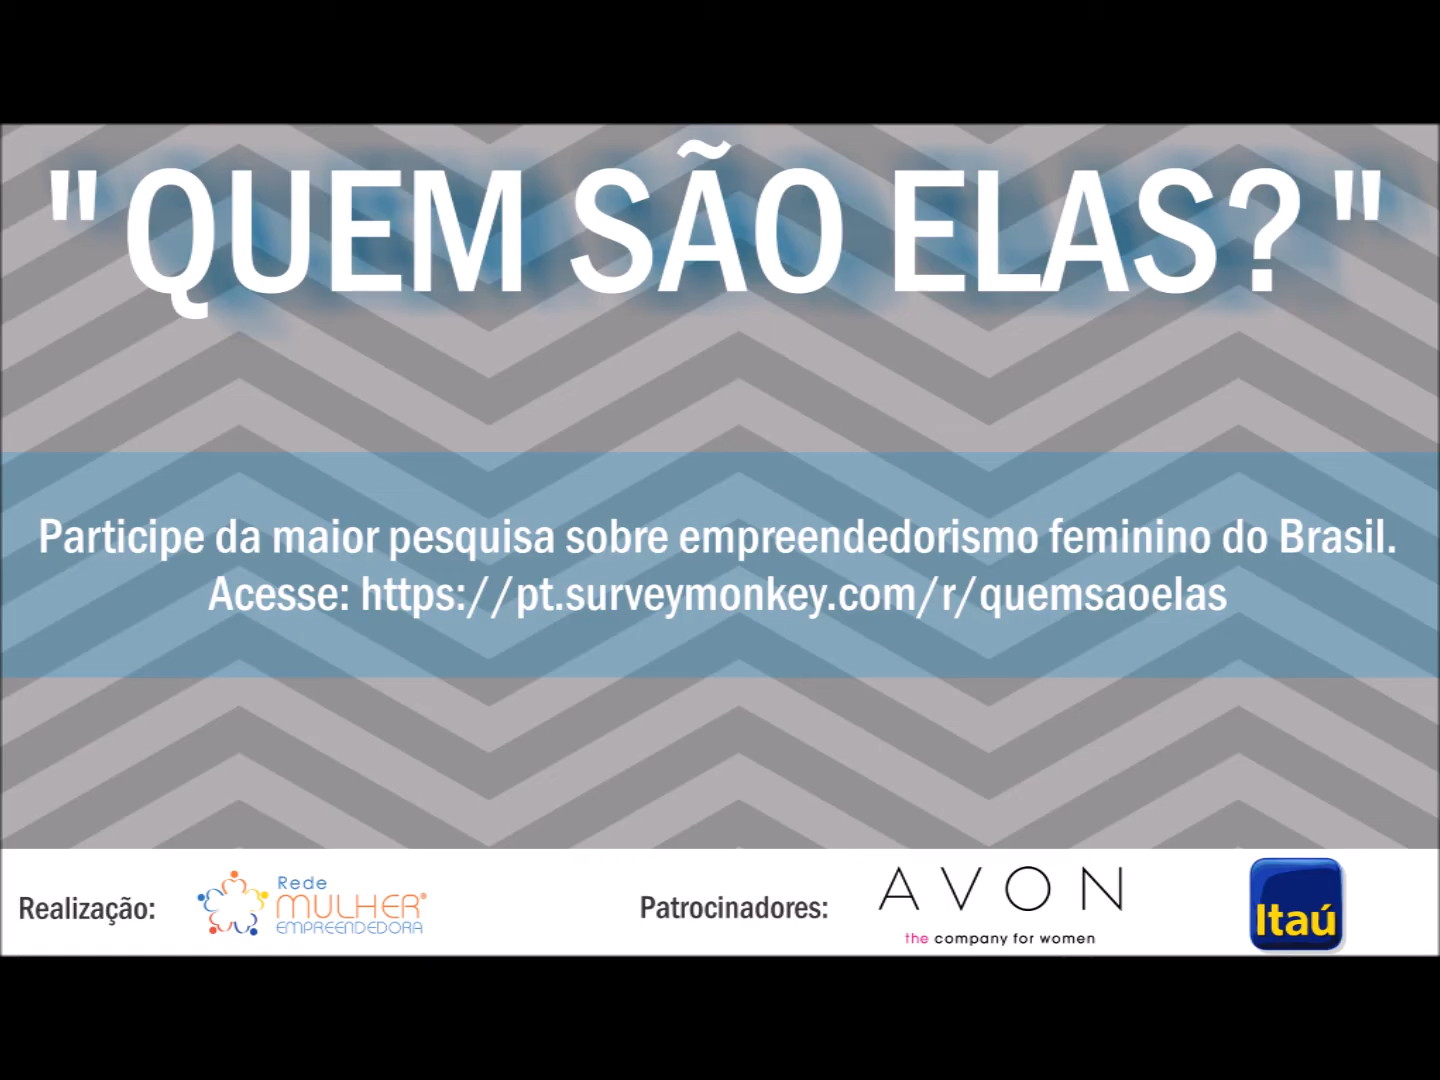 "QUEM SÃO ELAS?"
Participe da maior pesquisa sobre empreendedorismo feminino do Brasil.
Acesse: https://pt.surveymonkey.com/r/quemsaoelas
Realização:
Rede
MULHER®
EMPREENDEDORA
Patrocinadores:
AVON
the company for women
Itaú